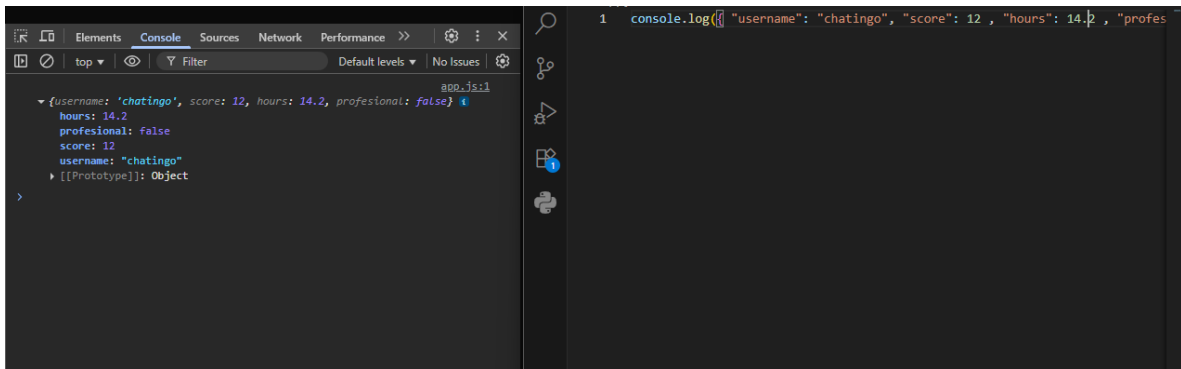 Elements Console Sources Network Performance
top Filter Default levels No Issues
app.js:1
{username: 'chatingo', score: 12, hours: 14.2, profesional: false}
hours: 14.2
profesional: false
score: 12
username: "chatingo"
[[Prototype]]: Object
1 console.log({ "username": "chatingo", "score": 12 , "hours": 14.2 , "profes
1